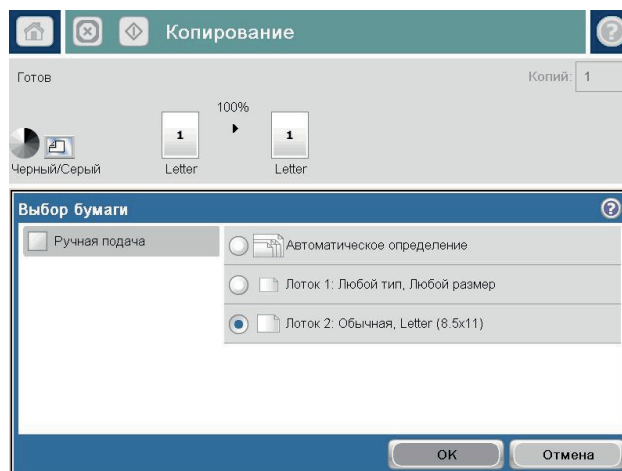 Копирование
Готов
Копий: 1
100%
1
1
Черный/Серый
Letter
Letter
Выбор бумаги
Ручная подача
Автоматическое определение
Лоток 1: Любой тип, Любой размер
Лоток 2: Обычная, Letter (8.5x11)
OK
Отмена